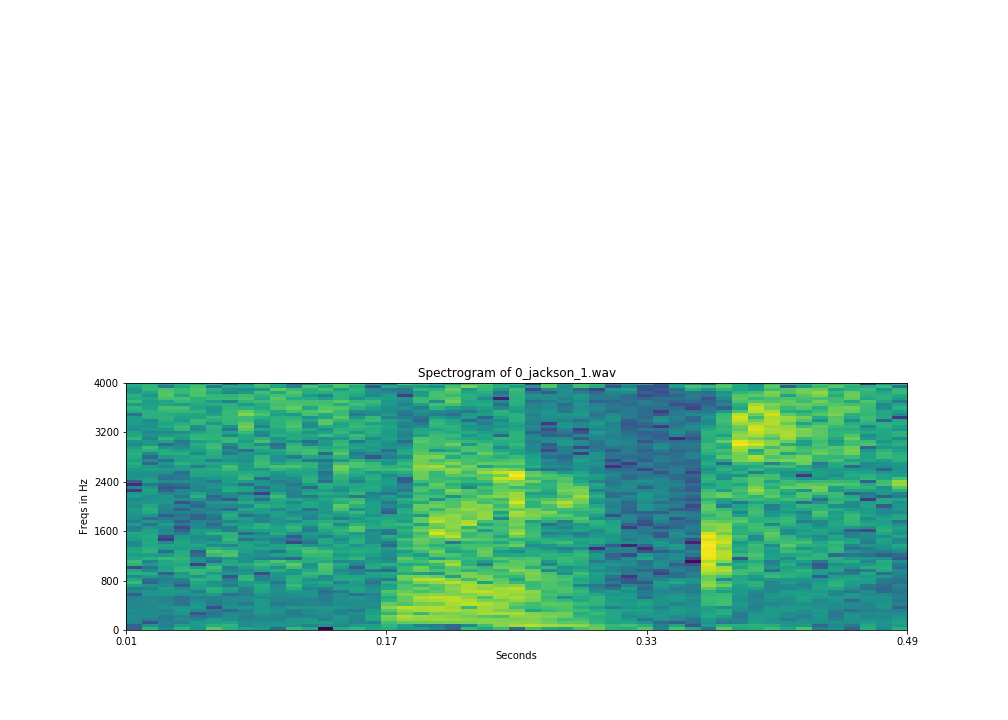 Spectrogram of 0_jackson_1.wav
4000
3200
2400
1600
800
0
Freqs in Hz
0.01 0.17 0.33 0.49
Seconds